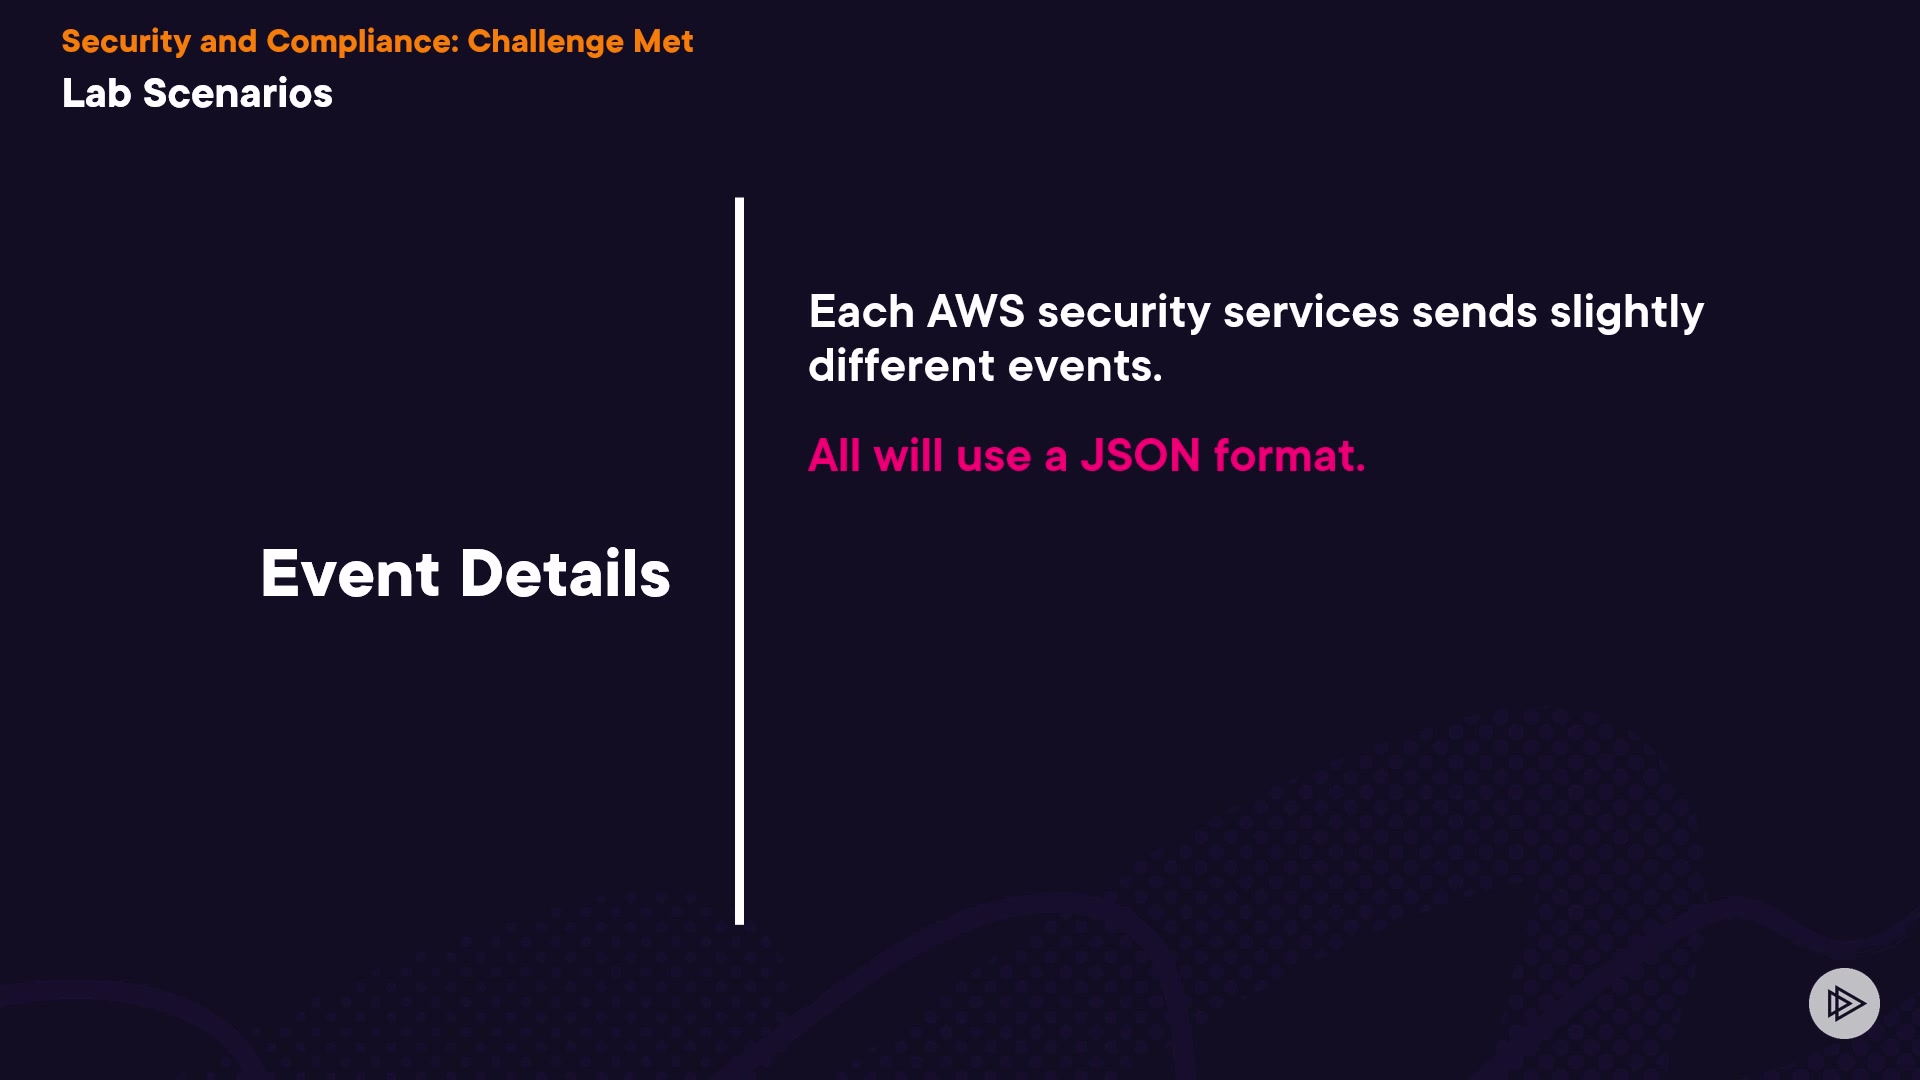 Security and Compliance: Challenge Met
Lab Scenarios
Event Details
Each AWS security services sends slightly
different events.
All will use a JSON format.